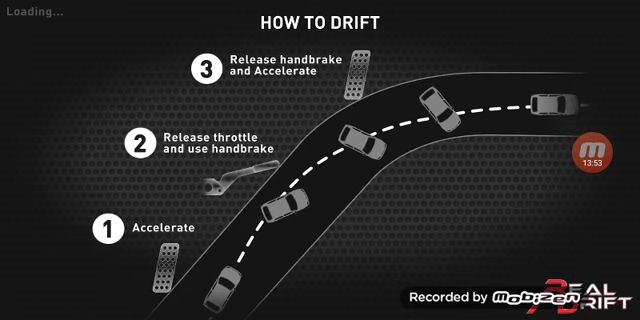 Loading...
HOW TO DRIFT
3
Release handbrake
and Accelerate
2
Release throttle
and use handbrake
m
13:53
1
Accelerate
Recorded by mobizen
REAL
DRIFT